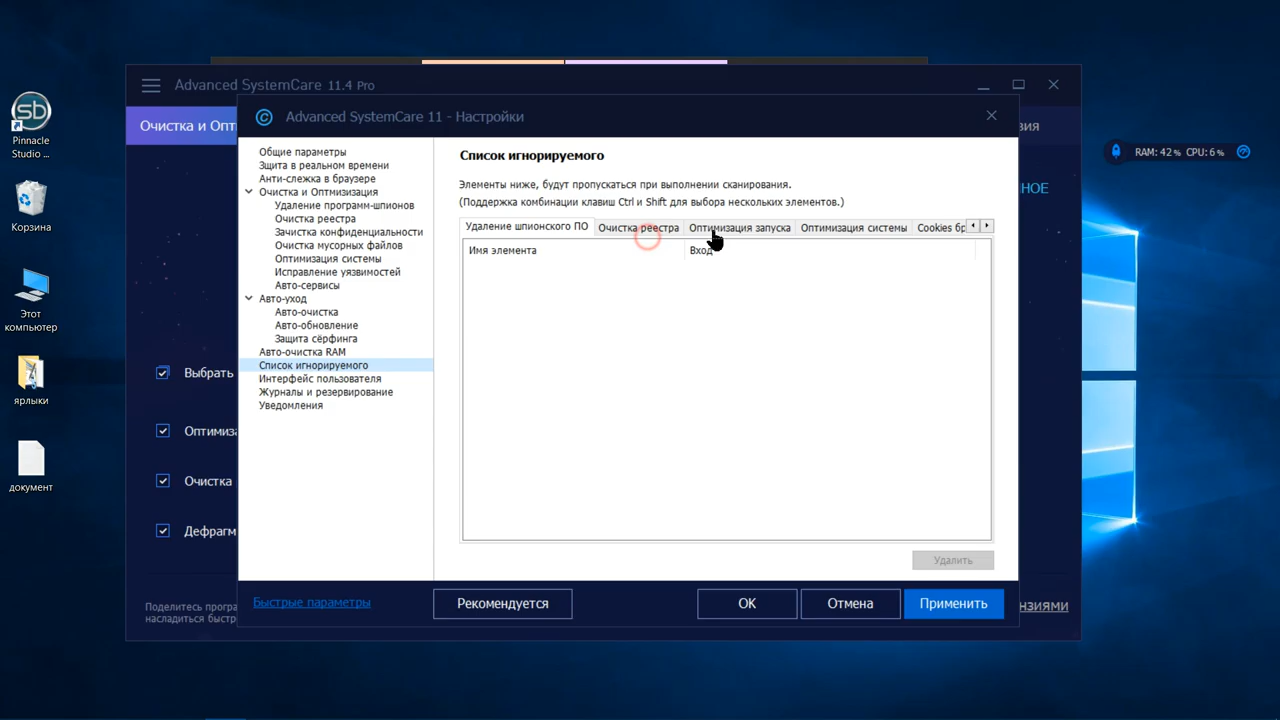 Advanced SystemCare 11.4 Pro
Очистка и Опт
зия
Advanced SystemCare 11 - Настройки
RAM: 42% CPU: 6%
НОЕ
Pinnacle
Studio ...
Корзина
Этот
компьютер
ярлыки
документ
Выбрать
Оптимиза
Очистка
Дефрагм
Поделитесь програ
насладиться быстр
нзиями
Общие параметры
Зщита в реальном времени
Анти-слежка в браузере
Очистка и Оптмизизация
Удаление программ-шпионов
Очистка реестра
Зачистка конфиденциальности
Очистка мусорных файлов
Оптимизация системы
Исправление уязвимостей
Авто-сервисы
Авто-уход
Авто-очистка
Авто-обновление
Защита сёрфинга
Авто-очистка RAM
Список игнорируемого
Интерфейс пользователя
Журналы и резервирование
Уведомления
Список игнорируемого
Элементы ниже, будут пропускаться при выполнении сканирования.
(Поддержка комбинации клавиш Ctrl и Shift для выбора нескольких элементов.)
Удаление шпионского ПО Очистка реестра Оптимизация запуска Оптимизация системы Cookies бр
Имя элемента Вход
Удалить
Быстрые параметры
Рекомендуется
OK
Отмена
Применить